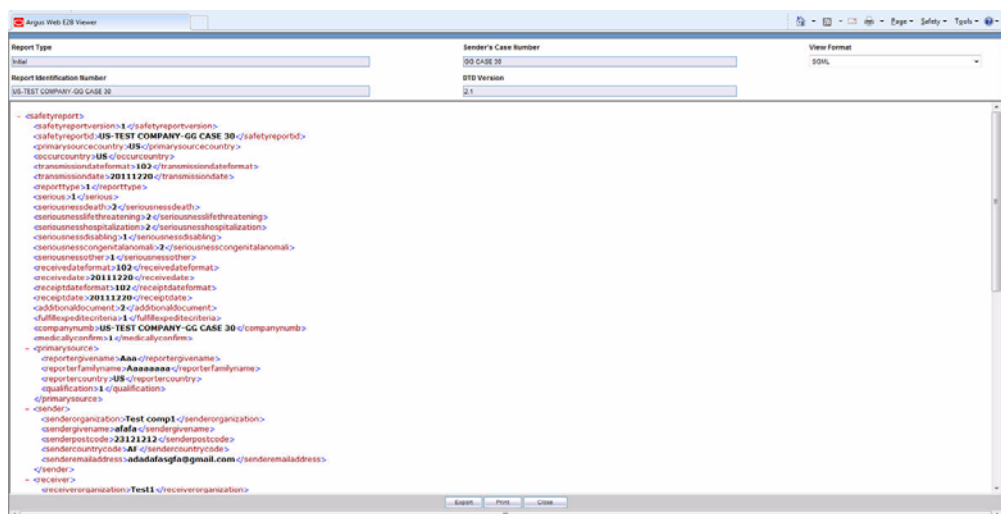 Argus Web E2B Viewer
Page Safety Tools
Report Type Sender's Case Number View Format
Initial GG CASE 30 SGML
Report Identification Number DTD Version
US-TEST COMPANY-GG CASE 30 2.1
- <safetyreport>
<safetyreportversion>1</safetyreportversion>
<safetyreportid>US-TEST COMPANY-GG CASE 30</safetyreportid>
<primarysourcecountry>US</primarysourcecountry>
<occurcountry>US</occurcountry>
<transmissiondateformat>102</transmissiondateformat>
<transmissiondate>20111220</transmissiondate>
<reporttype>1</reporttype>
<serious>1</serious>
<seriousnessdeath>2</seriousnessdeath>
<seriousnesslifethreatening>2</seriousnesslifethreatening>
<seriousnesshospitalization>2</seriousnesshospitalization>
<seriousnessdisabling>1</seriousnessdisabling>
<seriousnesscongenitalanomali>2</seriousnesscongenitalanomali>
<seriousnessother>1</seriousnessother>
<receivedateformat>102</receivedateformat>
<receivedate>20111220</receivedate>
<receiptdateformat>102</receiptdateformat>
<receiptdate>20111220</receiptdate>
<additionaldocument>2</additionaldocument>
<fulfillexpeditecriteria>1</fulfillexpeditecriteria>
<companynumb>US-TEST COMPANY-GG CASE 30</companynumb>
<medicallyconfirm>1</medicallyconfirm>
- <primarysource>
<reportergivename>Aaa</reportergivename>
<reporterfamilyname>Aaaaaaaa</reporterfamilyname>
<reportercountry>US</reportercountry>
<qualification>1</qualification>
</primarysource>
- <sender>
<senderorganization>Test comp1</senderorganization>
<sendergivename>afafa</sendergivename>
<senderpostcode>23121212</senderpostcode>
<sendercountrycode>AF</sendercountrycode>
<senderemailaddress>adadafasgfa@gmail.com</senderemailaddress>
</sender>
- <receiver>
<receiverorganization>Test1</receiverorganization>
Export Print Close